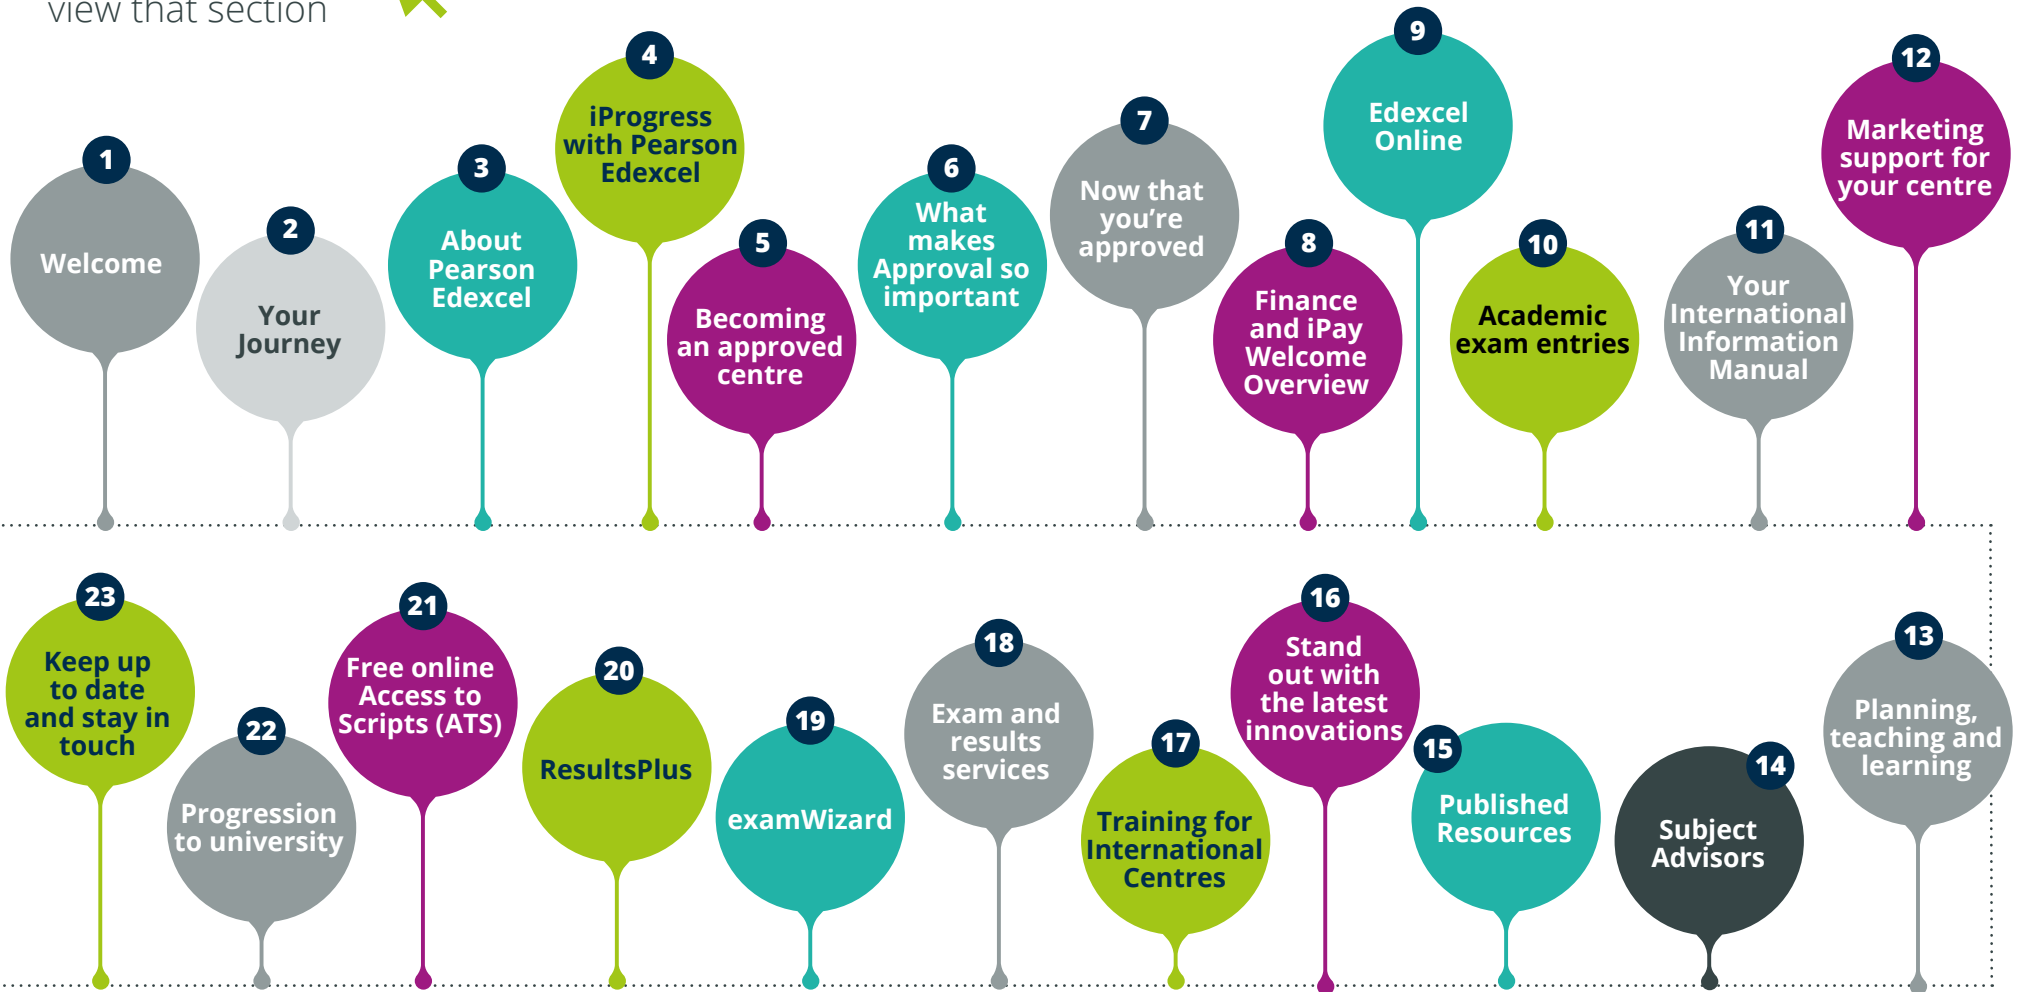 view that section
1
Welcome
2
Your
Journey
3
About
Pearson
Edexcel
4
iProgress
with Pearson
Edexcel
5
Becoming
an approved
centre
6
What
makes
Approval so
important
7
Now that
you're
approved
8
Finance
and iPay
Welcome
Overview
9
Edexcel
Online
10
Academic
exam entries
11
Your
International
Information
Manual
12
Marketing
support for
your centre
13
Planning,
teaching and
learning
14
Subject
Advisors
15
Published
Resources
16
Stand
out with
the latest
innovations
17
Training for
International
Centres
18
Exam and
results
services
19
examWizard
20
ResultsPlus
21
Free online
Access to
Scripts (ATS)
22
Progression
to university
23
Keep up
to date
and stay in
touch